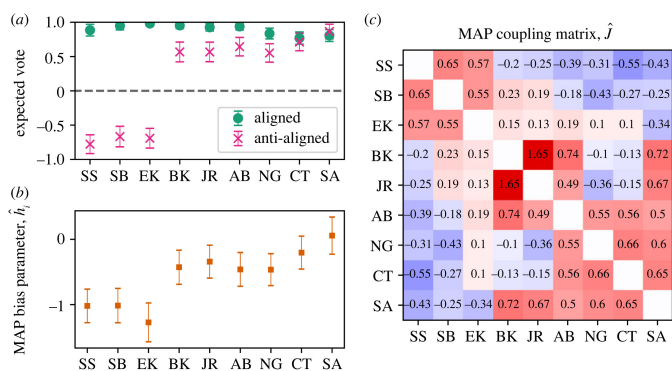 (a)
1.0
0.5
0
−0.5
−1.0
expected vote
aligned
anti-aligned
SS SB EK BK JR AB NG CT SA
(b)
0
−1
MAP bias parameter, ĥi
SS SB EK BK JR AB NG CT SA
(c)
MAP coupling matrix, Ĵ
SS 0.65 0.57 −0.2 −0.25 −0.39 −0.31 −0.55 −0.43
SB 0.65 0.55 0.23 0.19 −0.18 −0.43 −0.27 −0.25
EK 0.57 0.55 0.15 0.13 0.19 0.1 0.1 −0.34
BK −0.2 0.23 0.15 1.65 0.74 −0.1 −0.13 0.72
JR −0.25 0.19 0.13 1.65 0.49 −0.36 −0.15 0.67
AB −0.39 −0.18 0.19 0.74 0.49 0.55 0.56 0.5
NG −0.31 −0.43 0.1 −0.1 −0.36 0.55 0.66 0.6
CT −0.55 −0.27 0.1 −0.13 −0.15 0.56 0.66 0.65
SA −0.43 −0.25 −0.34 0.72 0.67 0.5 0.6 0.65
SS SB EK BK JR AB NG CT SA